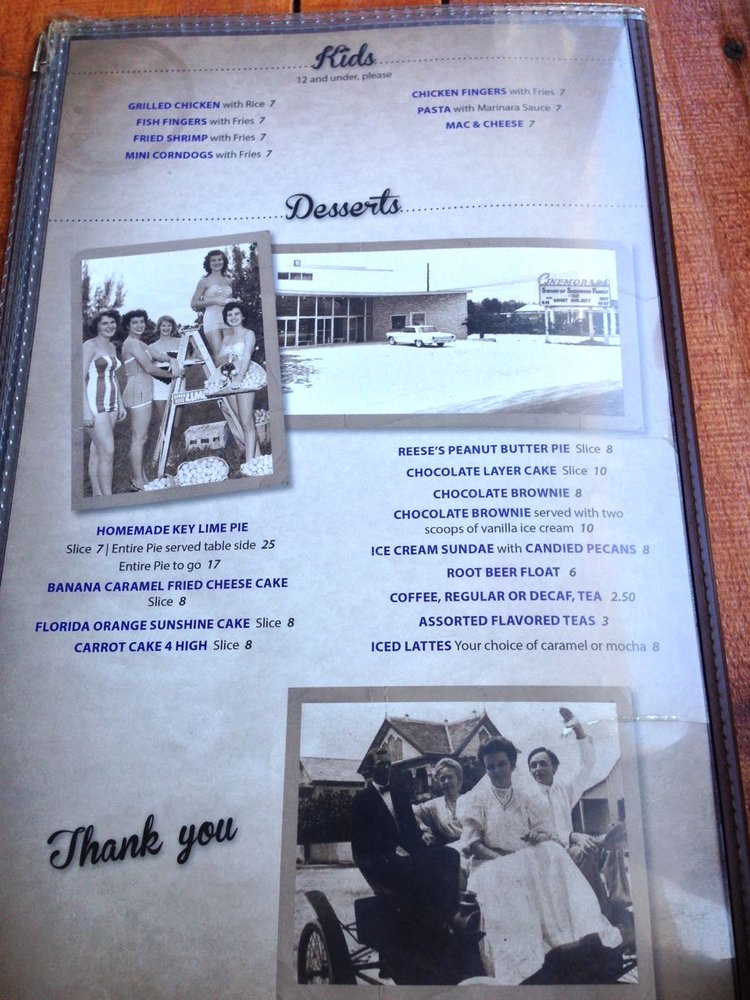 Kids
12 and under, please
GRILLED CHICKEN with Rice 7
FISH FINGERS with Fries 7
FRIED SHRIMP with Fries 7
MINI CORNDOGS with Fries 7
CHICKEN FINGERS with Fries 7
PASTA with Marinara Sauce 7
MAC & CHEESE 7
Desserts
HOMEMADE KEY LIME PIE
Slice 7 | Entire Pie served table side 25
Entire Pie to go 17
BANANA CARAMEL FRIED CHEESE CAKE
Slice 8
FLORIDA ORANGE SUNSHINE CAKE Slice 8
CARROT CAKE 4 HIGH Slice 8
REESE'S PEANUT BUTTER PIE Slice 8
CHOCOLATE LAYER CAKE Slice 10
CHOCOLATE BROWNIE 8
CHOCOLATE BROWNIE served with two
scoops of vanilla ice cream 10
ICE CREAM SUNDAE with CANDIED PECANS 8
ROOT BEER FLOAT 6
COFFEE, REGULAR OR DECAF, TEA 2.50
ASSORTED FLAVORED TEAS 3
ICED LATTES Your choice of caramel or mocha 8
Thank you